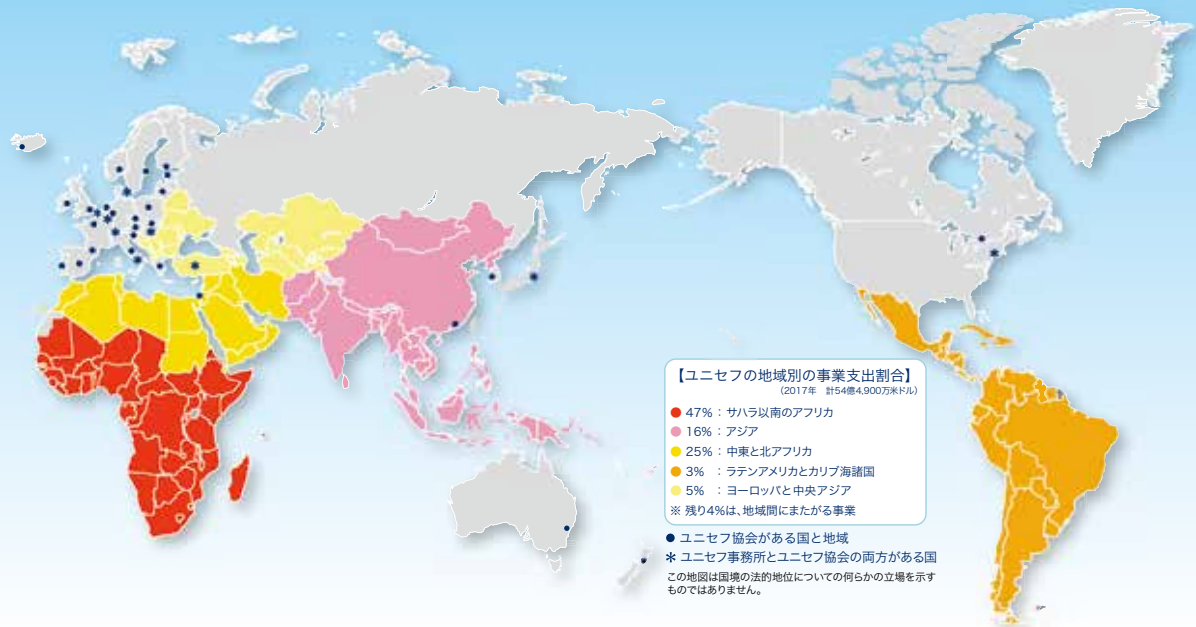 【ユニセフの地域別の事業支出割合】
(2017年 計54億4,900万米ドル)
47% : サハラ以南のアフリカ
16% : アジア
25% : 中東と北アフリカ
3% : ラテンアメリカとカリブ海諸国
5% : ヨーロッパと中央アジア
※ 残り4%は、地域間にまたがる事業
● ユニセフ協会がある国と地域
* ユニセフ事務所とユニセフ協会の両方がある国
この地図は国境の法的地位についての何らかの立場を示す
ものではありません。